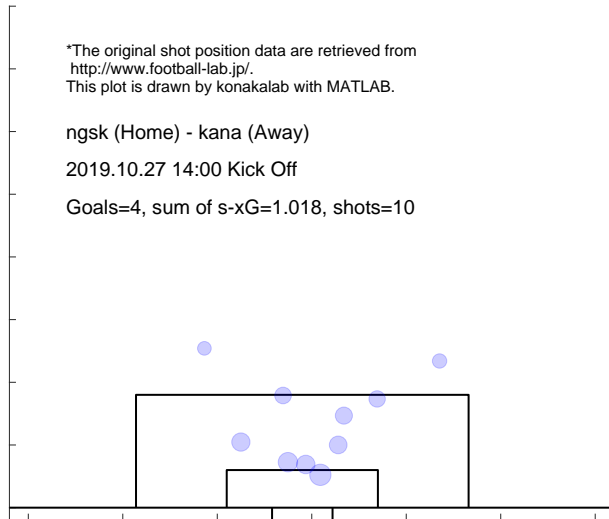 *The original shot position data are retrieved from
http://www.football-lab.jp/.
This plot is drawn by konakalab with MATLAB.
ngsk (Home) - kana (Away)
2019.10.27 14:00 Kick Off
Goals=4, sum of s-xG=1.018, shots=10